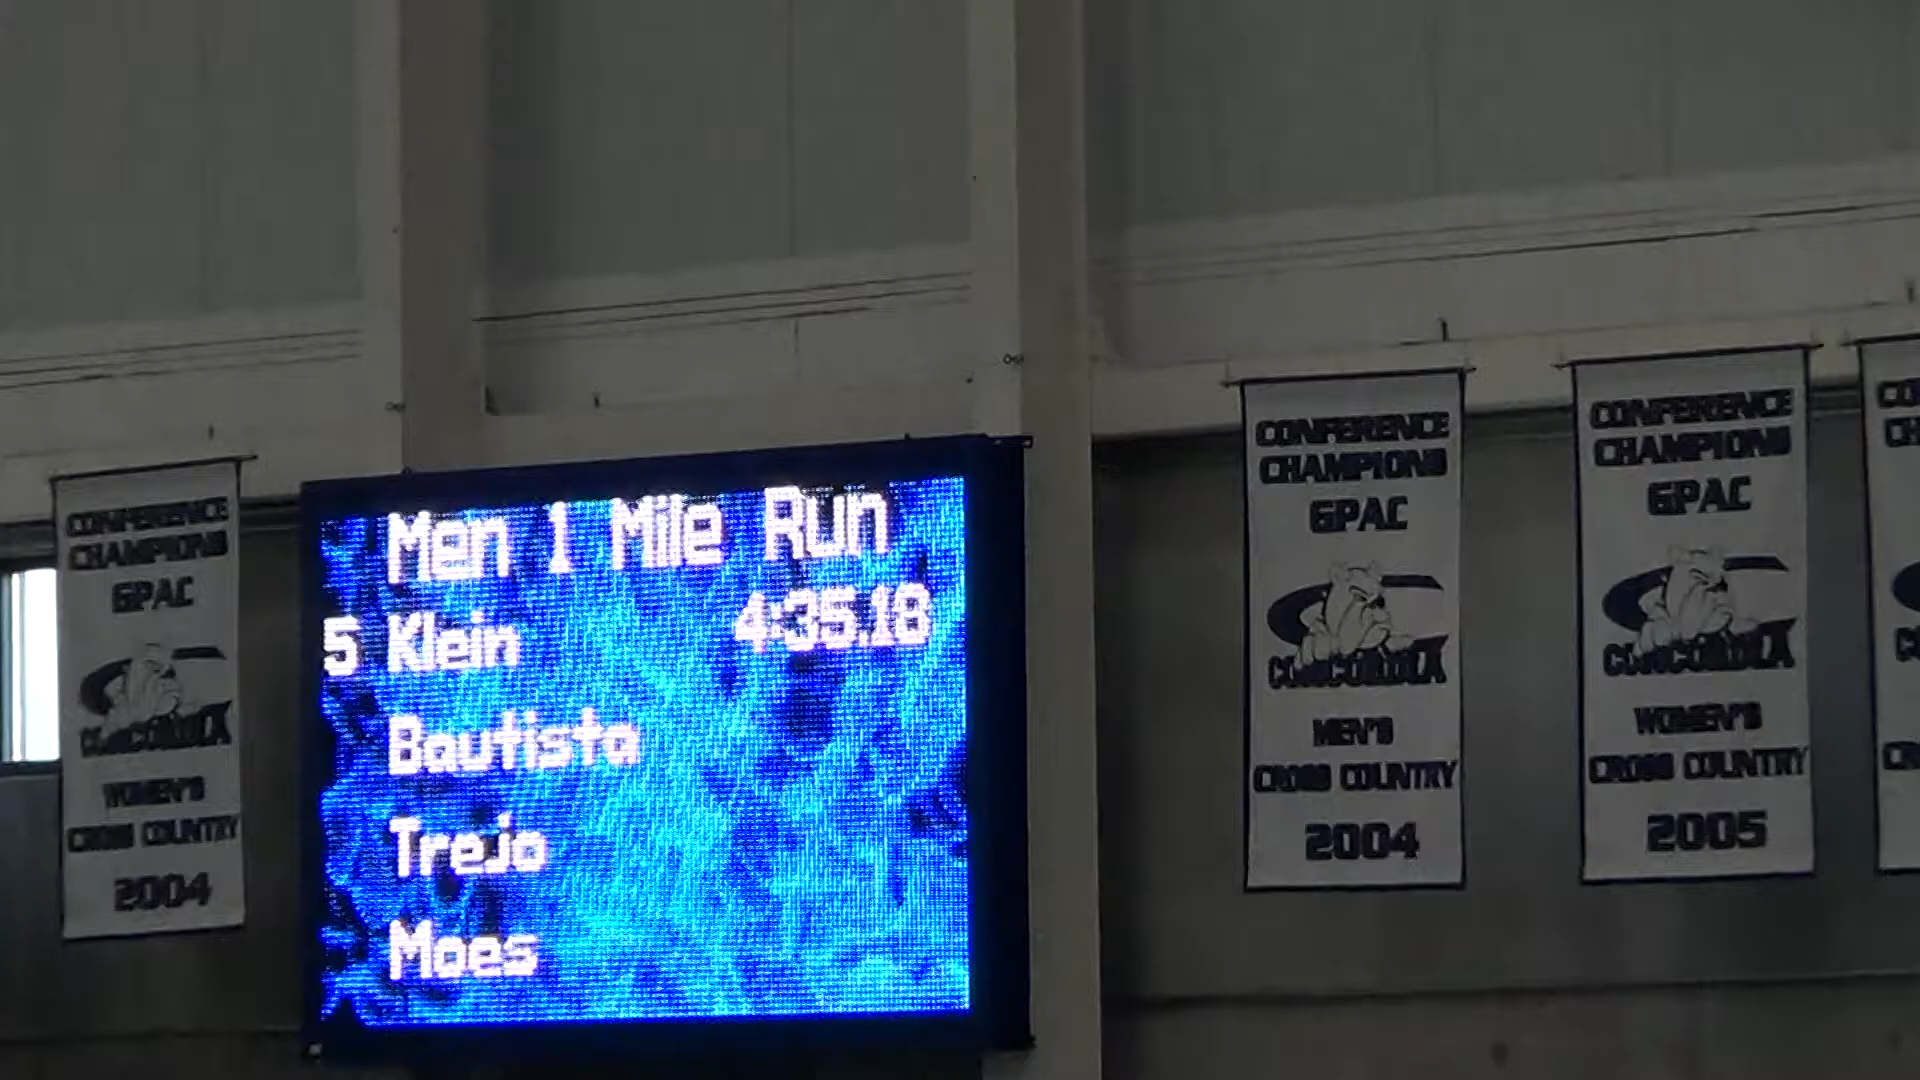 CONFERENCE
CHAMPIONS
GPAC
CONCORDIA
WOMEN'S
CROSS COUNTRY
2004
Men 1 Mile Run
5 Klein 4:35.18
Bautista
Trejo
Moes
CONFERENCE
CHAMPIONS
GPAC
CONCORDIA
MEN'S
CROSS COUNTRY
2004
CONFERENCE
CHAMPIONS
GPAC
CONCORDIA
WOMEN'S
CROSS COUNTRY
2005